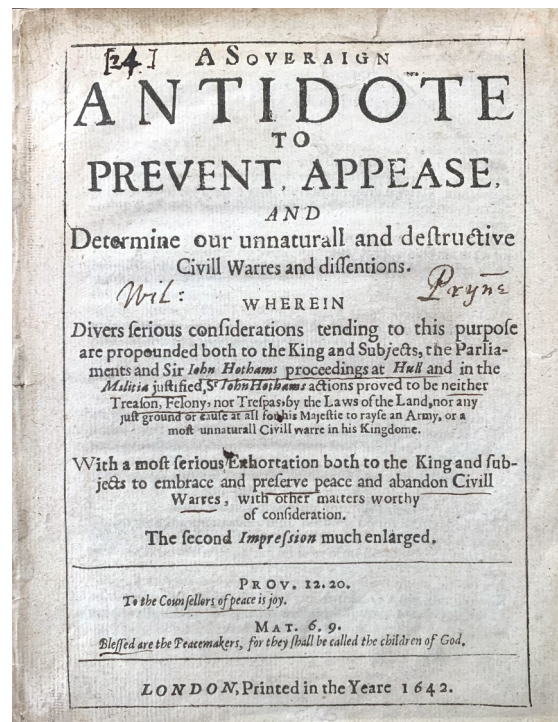 [24.] A SOVERAIGN
ANTIDOTE
TO
PREVENT, APPEASE,
AND
Determine our unnaturall and deſtructive
Civill Warres and diſſentions.
Wil: Prynē
WHEREIN
Divers ſerious conſiderations tending to this purpoſe
are propounded both to the King and Subjects, the Parlia-
ments and Sir Iohn Hothams proceedings at Hull and in the
Militia juſtified, Sr John Hothams actions proved to be neither
Treaſon, Felony, nor Treſpas, by the Laws of the Land, nor any
juſt ground or cauſe at all for his Majeſtie to rayſe an Army, or a
moſt unnaturall Civill warre in his Kingdome.
With a moſt ſerious Exhortation both to the King and ſub-
jects to embrace and preſerve peace and abandon Civill
Warres, with other matters worthy
of conſideration.
The ſecond Impreſsion much enlarged.
PROV. 12.20.
To the Counſellors of peace is joy.
MAT. 6. 9.
Bleſſed are the Peacemakers, for they ſhall be called the children of God.
LONDON, Printed in the Yeare 1642.